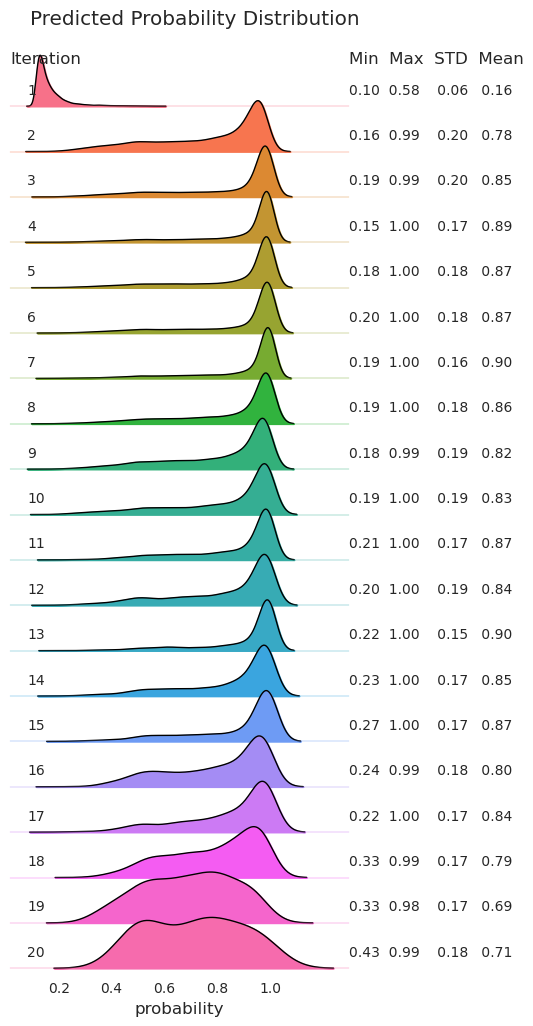 Predicted Probability Distribution
Iteration Min Max STD Mean
1 0.10 0.58 0.06 0.16
2 0.16 0.99 0.20 0.78
3 0.19 0.99 0.20 0.85
4 0.15 1.00 0.17 0.89
5 0.18 1.00 0.18 0.87
6 0.20 1.00 0.18 0.87
7 0.19 1.00 0.16 0.90
8 0.19 1.00 0.18 0.86
9 0.18 0.99 0.19 0.82
10 0.19 1.00 0.19 0.83
11 0.21 1.00 0.17 0.87
12 0.20 1.00 0.19 0.84
13 0.22 1.00 0.15 0.90
14 0.23 1.00 0.17 0.85
15 0.27 1.00 0.17 0.87
16 0.24 0.99 0.18 0.80
17 0.22 1.00 0.17 0.84
18 0.33 0.99 0.17 0.79
19 0.33 0.98 0.17 0.69
20 0.43 0.99 0.18 0.71
0.2 0.4 0.6 0.8 1.0
probability